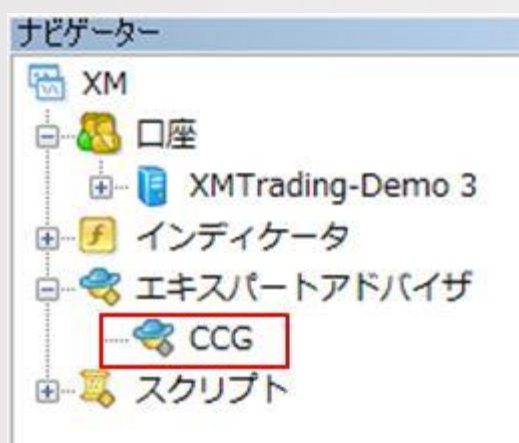 ナビゲーター
XM
口座
XMTrading-Demo 3
インディケータ
エキスパートアドバイザ
CCG
スクリプト